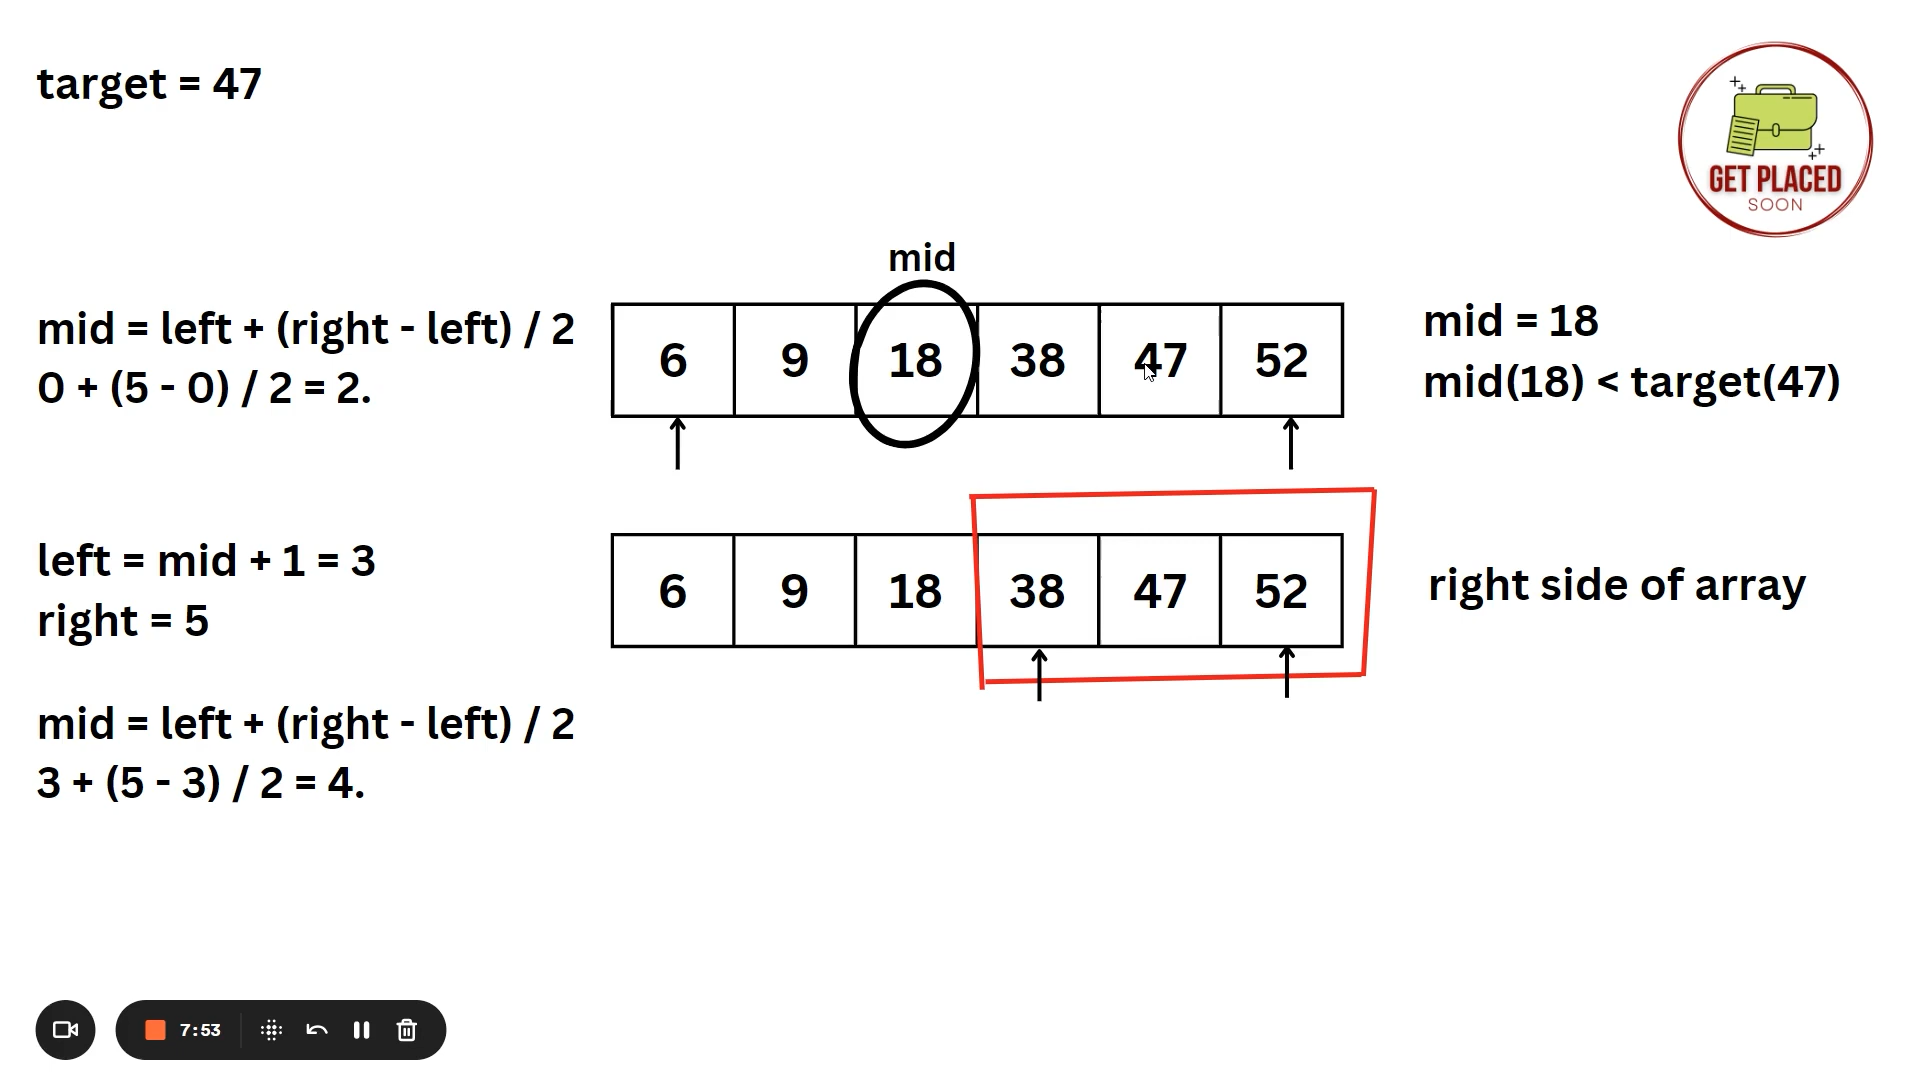 target = 47
GET PLACED
SOON
mid
mid = left + (right - left) / 2
0 + (5 - 0) / 2 = 2.
6 9 18 38 47 52
mid = 18
mid(18) < target(47)
left = mid + 1 = 3
right = 5
6 9 18 38 47 52
right side of array
mid = left + (right - left) / 2
3 + (5 - 3) / 2 = 4.
7:53